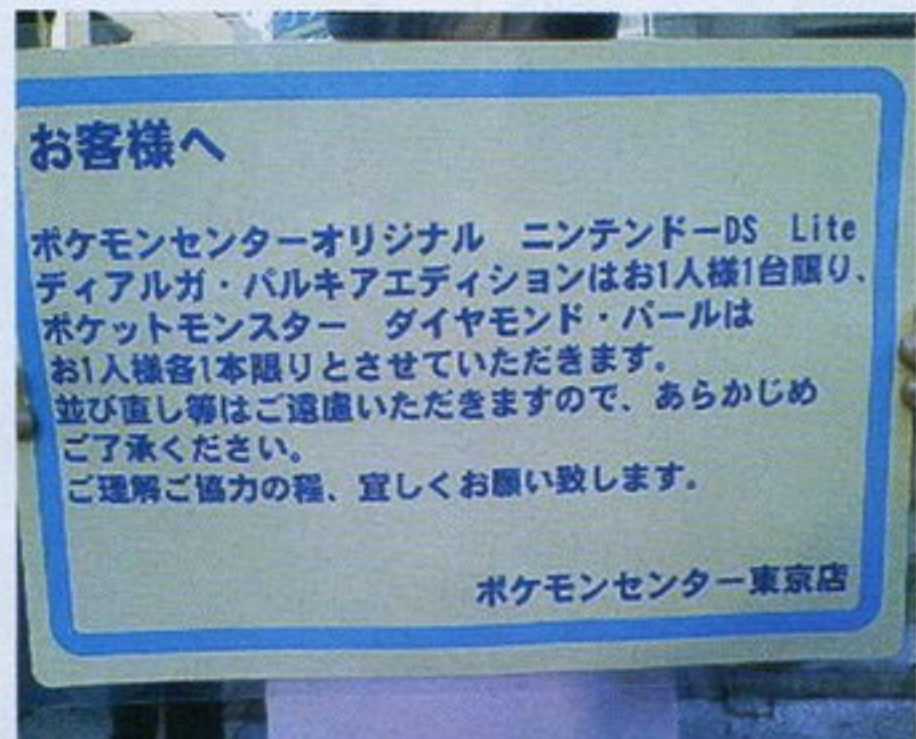 お客様へ
ポケモンセンターオリジナル　ニンテンドーDS　Lite
ディアルガ・パルキアエディションはお1人様1台限り、
ポケットモンスター　ダイヤモンド・パールは
お1人様各1本限りとさせていただきます。
並び直し等はご遠慮いただきますので、あらかじめ
ご了承ください。
ご理解ご協力の程、宜しくお願い致します。
ポケモンセンター東京店